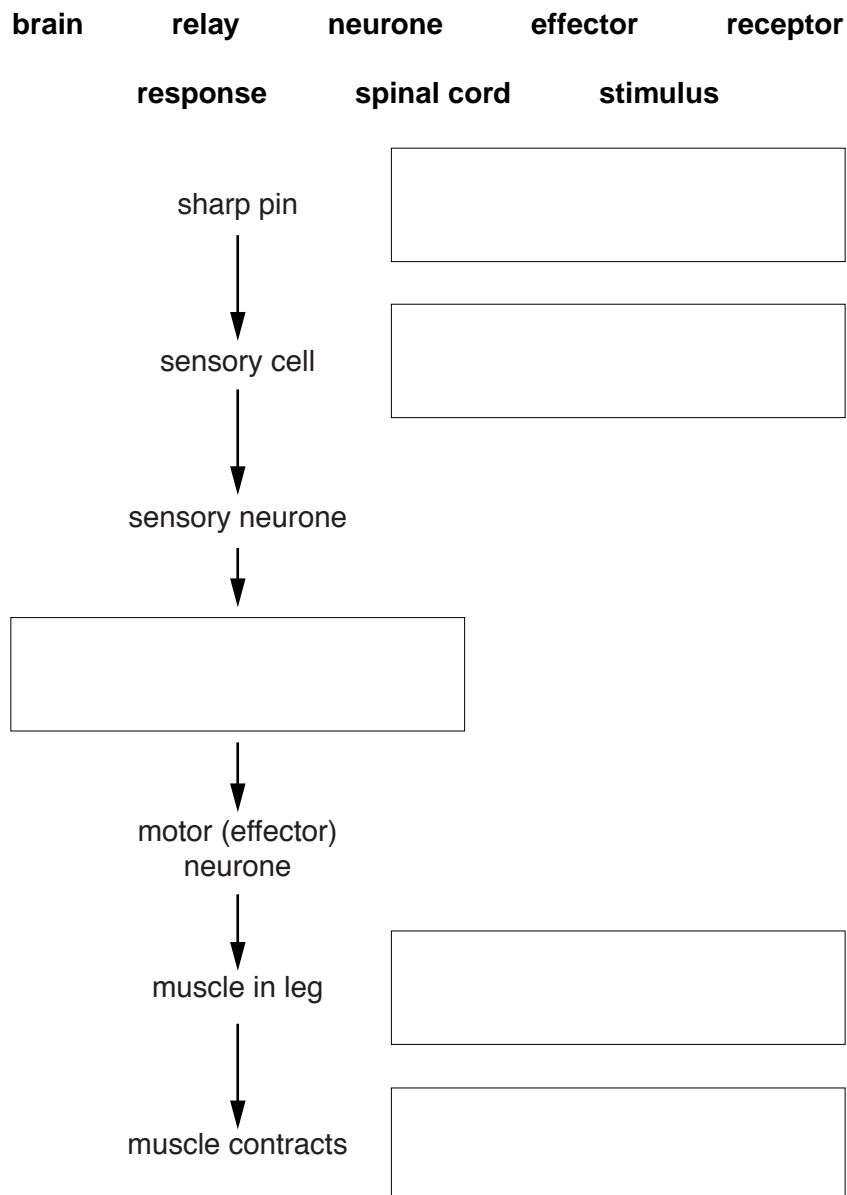 brain relay neurone effector receptor
response spinal cord stimulus
sharp pin
sensory cell
sensory neurone
motor (effector)
neurone
muscle in leg
muscle contracts